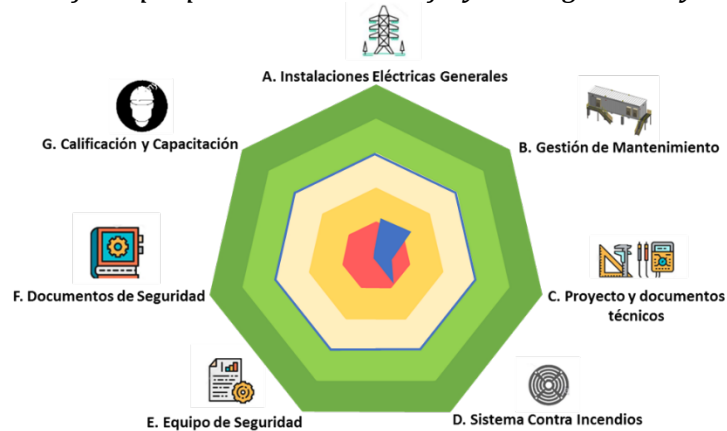 A. Instalaciones Eléctricas Generales
G. Calificación y Capacitación
B. Gestión de Mantenimiento
F. Documentos de Seguridad
C. Proyecto y documentos
técnicos
E. Equipo de Seguridad
D. Sistema Contra Incendios